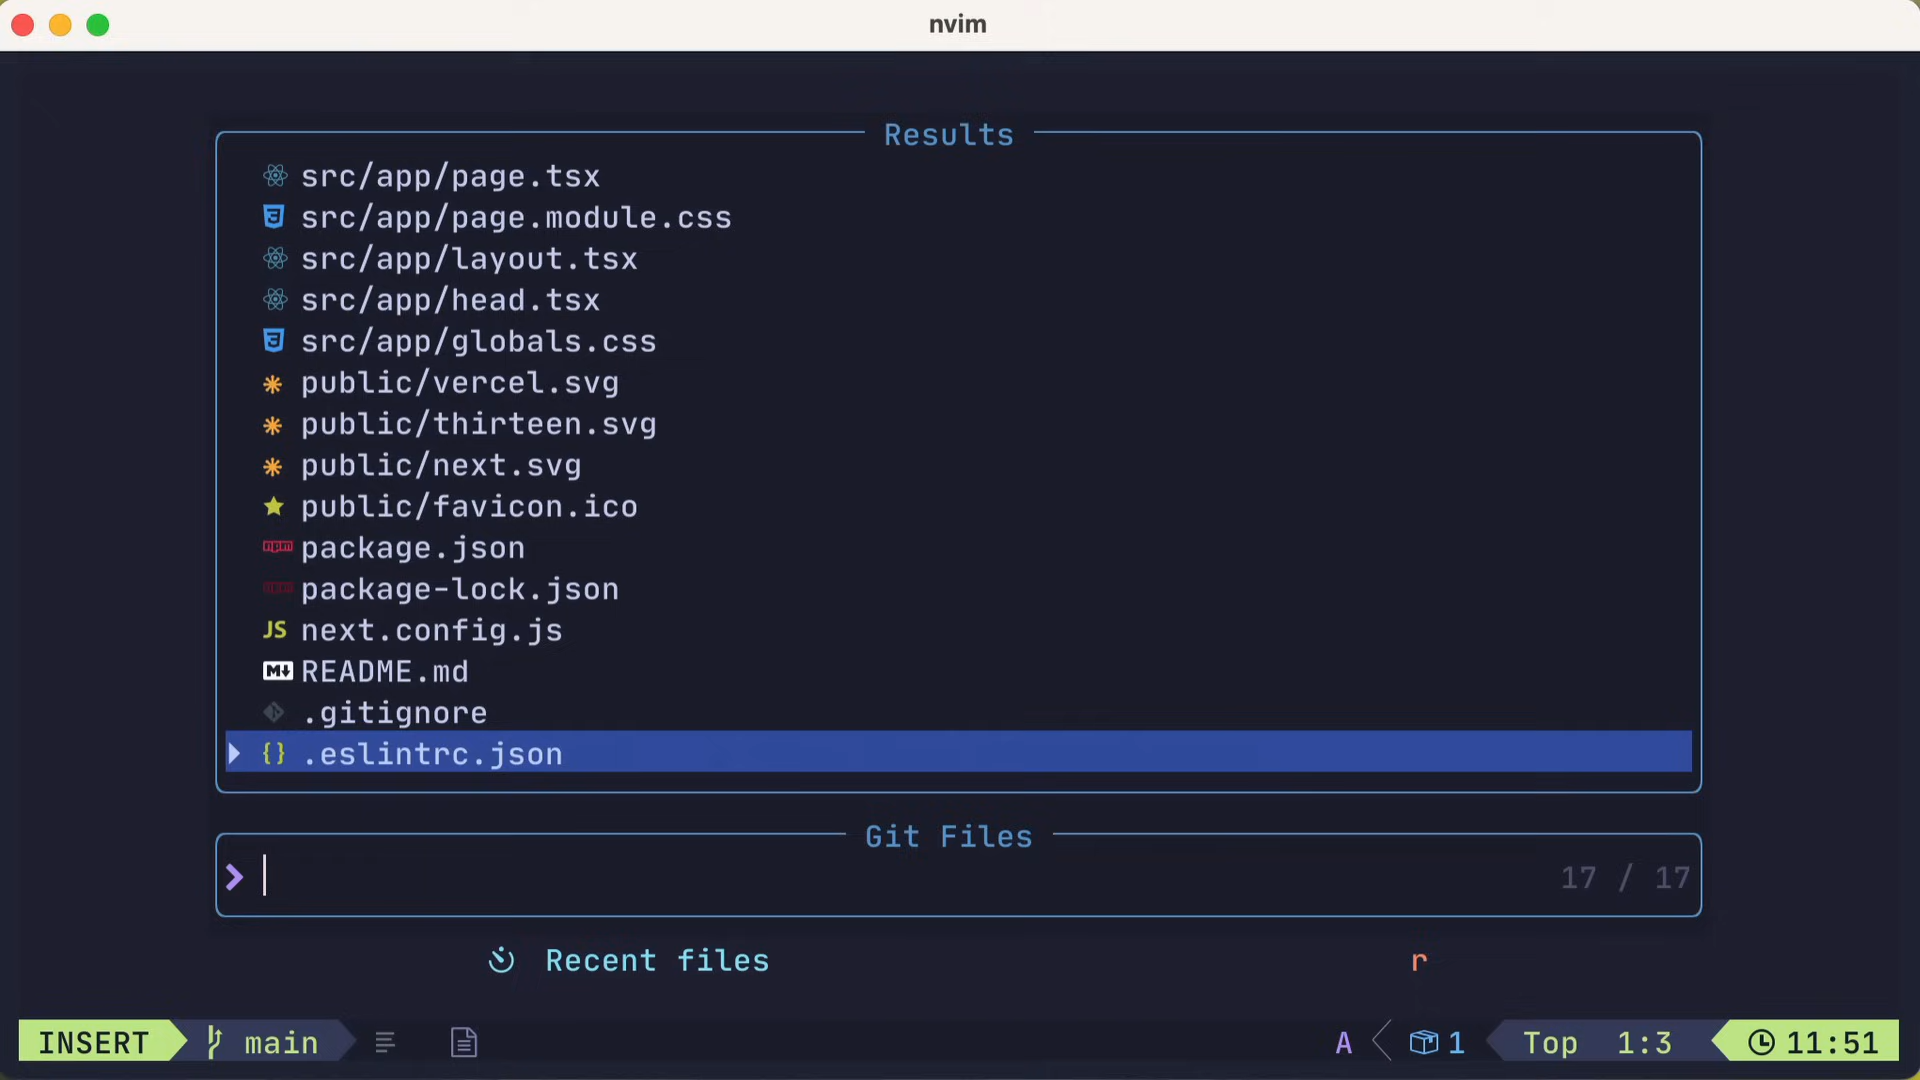 nvim
Results
src/app/page.tsx
src/app/page.module.css
src/app/layout.tsx
src/app/head.tsx
src/app/globals.css
public/vercel.svg
public/thirteen.svg
public/next.svg
public/favicon.ico
package.json
package-lock.json
JS next.config.js
M README.md
.gitignore
{} .eslintrc.json
Git Files
17 / 17
Recent files r
INSERT main A 1 Top 1:3 11:51